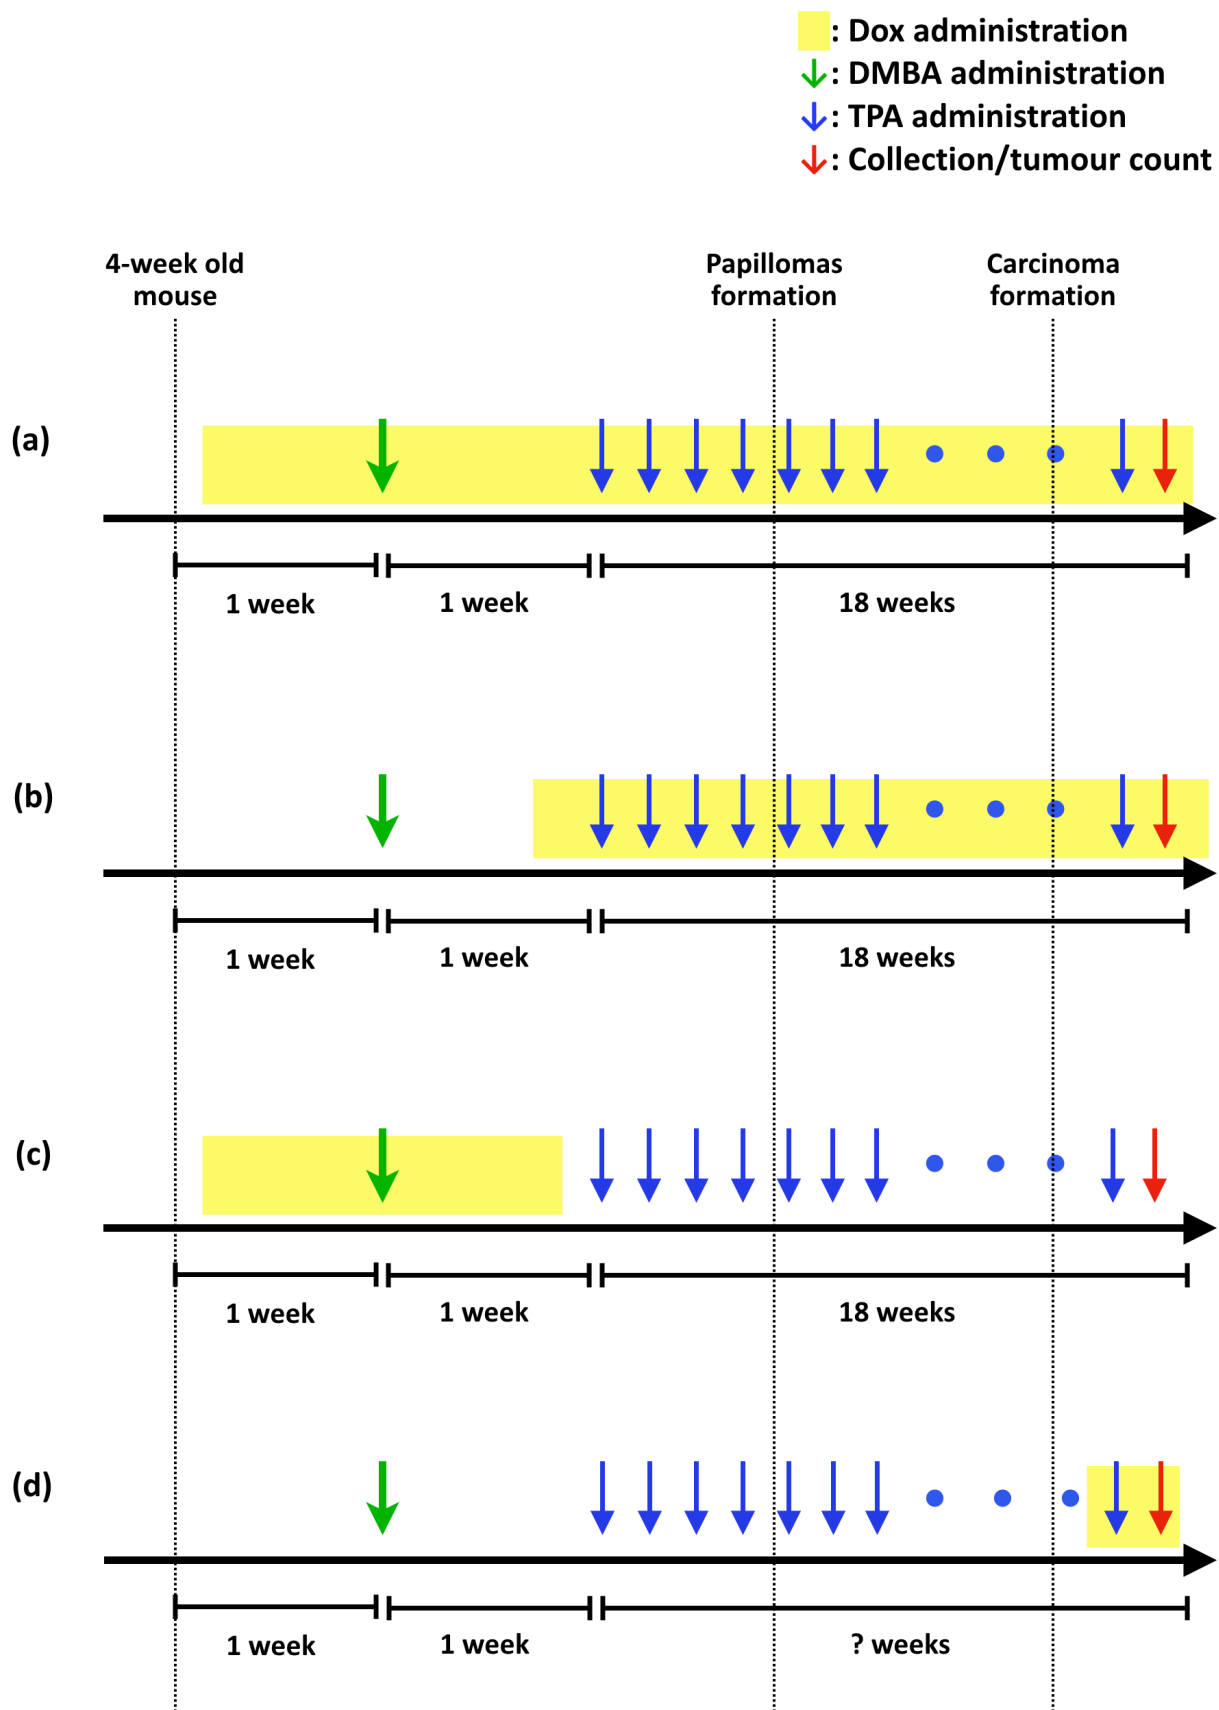 : Dox administration
: DMBA administration
: TPA administration
: Collection/tumour count
4-week old
mouse
Papillomas
formation
Carcinoma
formation
(a)
1 week
1 week
18 weeks
(b)
1 week
1 week
18 weeks
(c)
1 week
1 week
18 weeks
(d)
1 week
1 week
? weeks